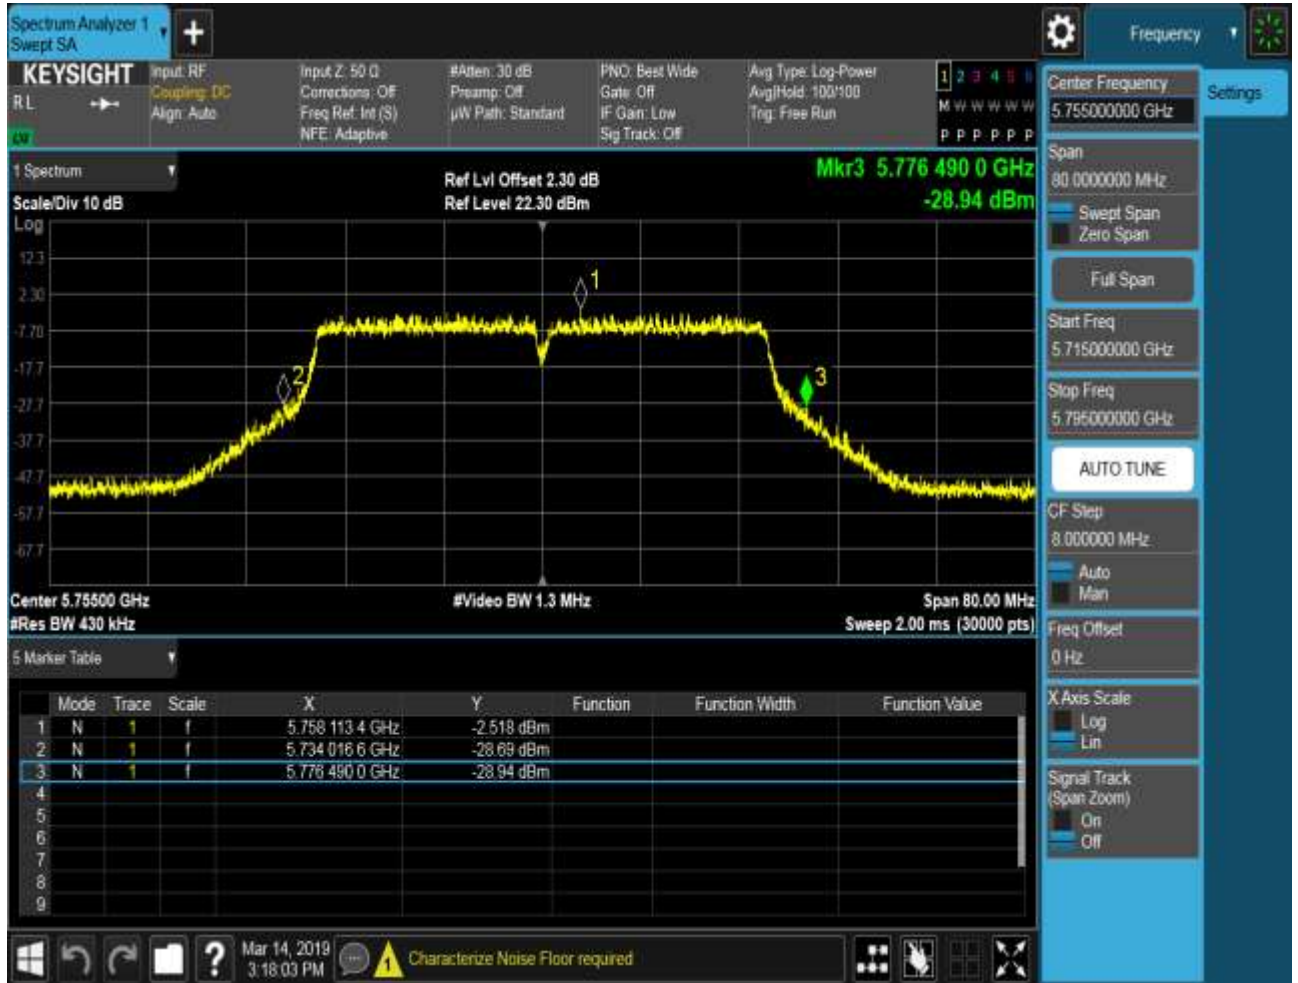 Spectrum Analyzer 1
Swept SA
Frequency
KEYSIGHT
R L
Input: RF
Coupling: DC
Align: Auto
Input Z: 50 Ω
Corrections: Off
Freq Ref: Int (S)
NFE: Adaptive
#Atten: 30 dB
Preamp: Off
µW Path: Standard
PNO: Best Wide
Gate: Off
IF Gain: Low
Sig Track: Off
Avg Type: Log-Power
Avg|Hold: 100/100
Trig: Free Run
1 2 3 4 5 6
M W W W W W
P P P P P P
1 Spectrum
Scale/Div 10 dB
Ref Lvl Offset 2.30 dB
Ref Level 22.30 dBm
Mkr3 5.776 490 0 GHz
-28.94 dBm
Log
12.3
2.30
-7.70
-17.7
-27.7
-37.7
-47.7
-57.7
-67.7
1
2
3
Center 5.75500 GHz
#Res BW 430 kHz
#Video BW 1.3 MHz
Span 80.00 MHz
Sweep 2.00 ms (30000 pts)
5 Marker Table
Mode Trace Scale X Y Function Function Width Function Value
1 N 1 f 5.758 113 4 GHz -2.518 dBm
2 N 1 f 5.734 016 6 GHz -28.69 dBm
3 N 1 f 5.776 490 0 GHz -28.94 dBm
4
5
6
7
8
9
Center Frequency
5.755000000 GHz
Settings
Span
80.0000000 MHz
Swept Span
Zero Span
Full Span
Start Freq
5.715000000 GHz
Stop Freq
5.795000000 GHz
AUTO TUNE
CF Step
8.000000 MHz
Auto
Man
Freq Offset
0 Hz
X Axis Scale
Log
Lin
Signal Track
(Span Zoom)
On
Off
?
Mar 14, 2019
3:18:03 PM
1
Characterize Noise Floor required